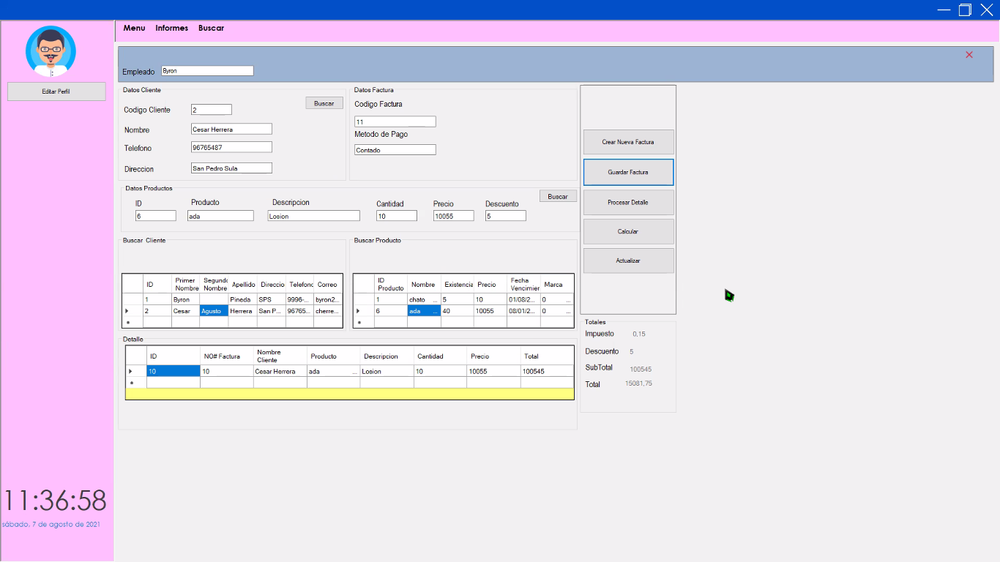 Menu Informes Buscar
Empleado Byron
Editar Perfil
Datos Cliente
Buscar
Codigo Cliente 2
Nombre Cesar Herrera
Telefono 96765487
Direccion San Pedro Sula
Datos Factura
Codigo Factura
11
Metodo de Pago
Contado
Crear Nueva Factura
Guardar Factura
Procesar Detalle
Calcular
Actualizar
Datos Productos
Buscar
ID Producto Descripcion Cantidad Precio Descuento
6 ada Losion 10 10055 5
Buscar Cliente
ID Primer Nombre Segundo Nombre Apellido Direccio Telefono Correo
1 Byron Pineda SPS 9996-... byron2...
2 Cesar Agusto Herrera San P... 96765... cherre...
Buscar Producto
ID Producto Nombre Existencia Precio Fecha Vencimier Marca
1 chato ... 5 10 01/08/2... 0 ...
6 ada ... 40 10055 08/01/2... 0 ...
Detalle
ID NO# Factura Nombre Cliente Producto Descripcion Cantidad Precio Total
10 10 Cesar Herrera ada ... Losion 10 10055 100545
Totales
Impuesto 0,15
Descuento 5
SubTotal 100545
Total 15081,75
11:36:58
sábado, 7 de agosto de 2021